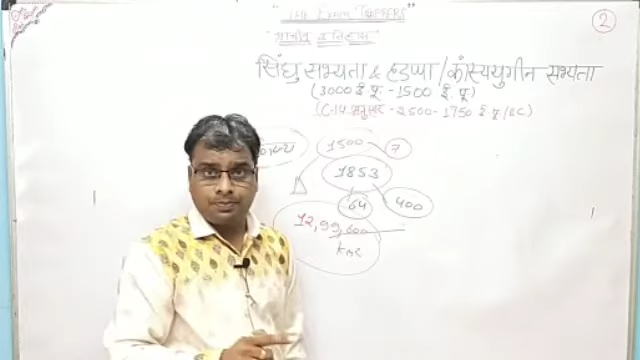 "THE EXAM TOPPERS"
2
"प्राचीन इतिहास"
सिंधु सभ्यता & हड़प्पा/कांस्ययुगीन सभ्यता
(3000 ई.पू. - 1500 ई.पू.)
(C-14 अनुसार - 2500 - 1750 ई.पू/BC)
1500 7
1853
64 400
12,99,600